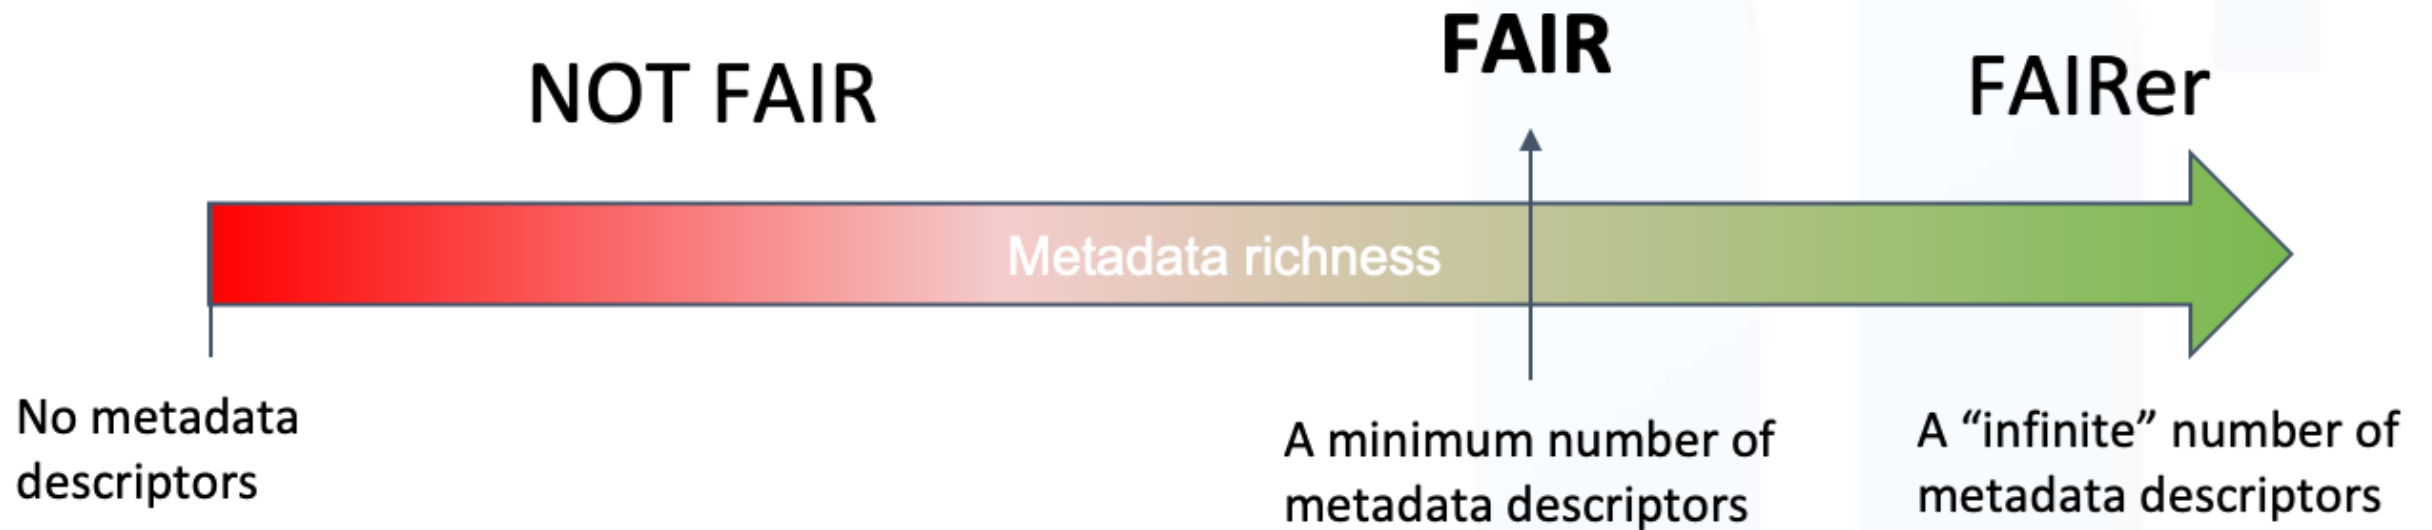 NOT FAIR
FAIR
FAIRer
Metadata richness
No metadata
descriptors
A minimum number of
metadata descriptors
A “infinite” number of
metadata descriptors